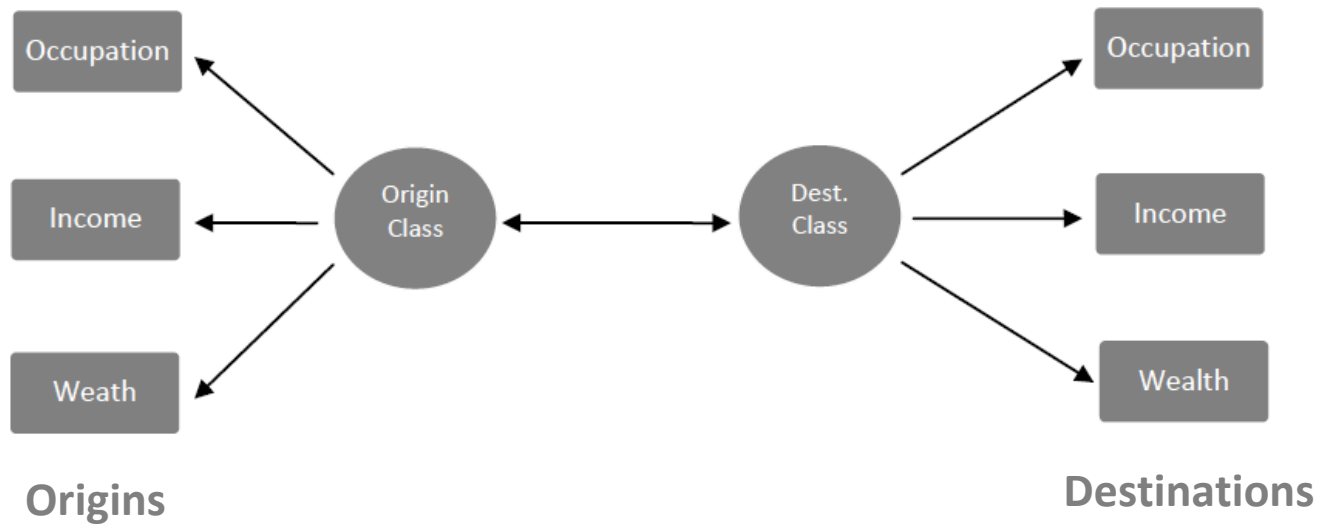 Occupation
Income
Weath
Origin
Class
Dest.
Class
Occupation
Income
Wealth
Origins
Destinations